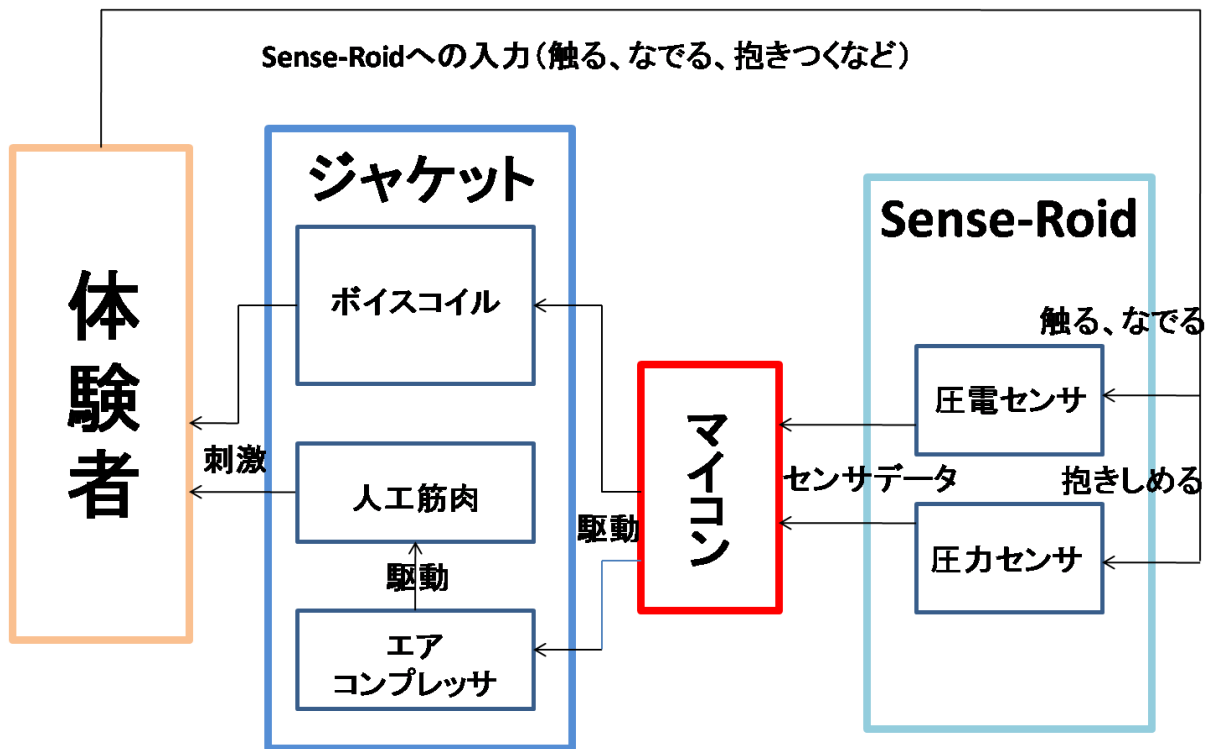 Sense-Roidへの入力（触る、なでる、抱きつくなど）
体験者
ジャケット
ボイスコイル
人工筋肉
駆動
エア
コンプレッサ
刺激
マイコン
駆動
センサデータ
Sense-Roid
触る、なでる
圧電センサ
抱きしめる
圧力センサ